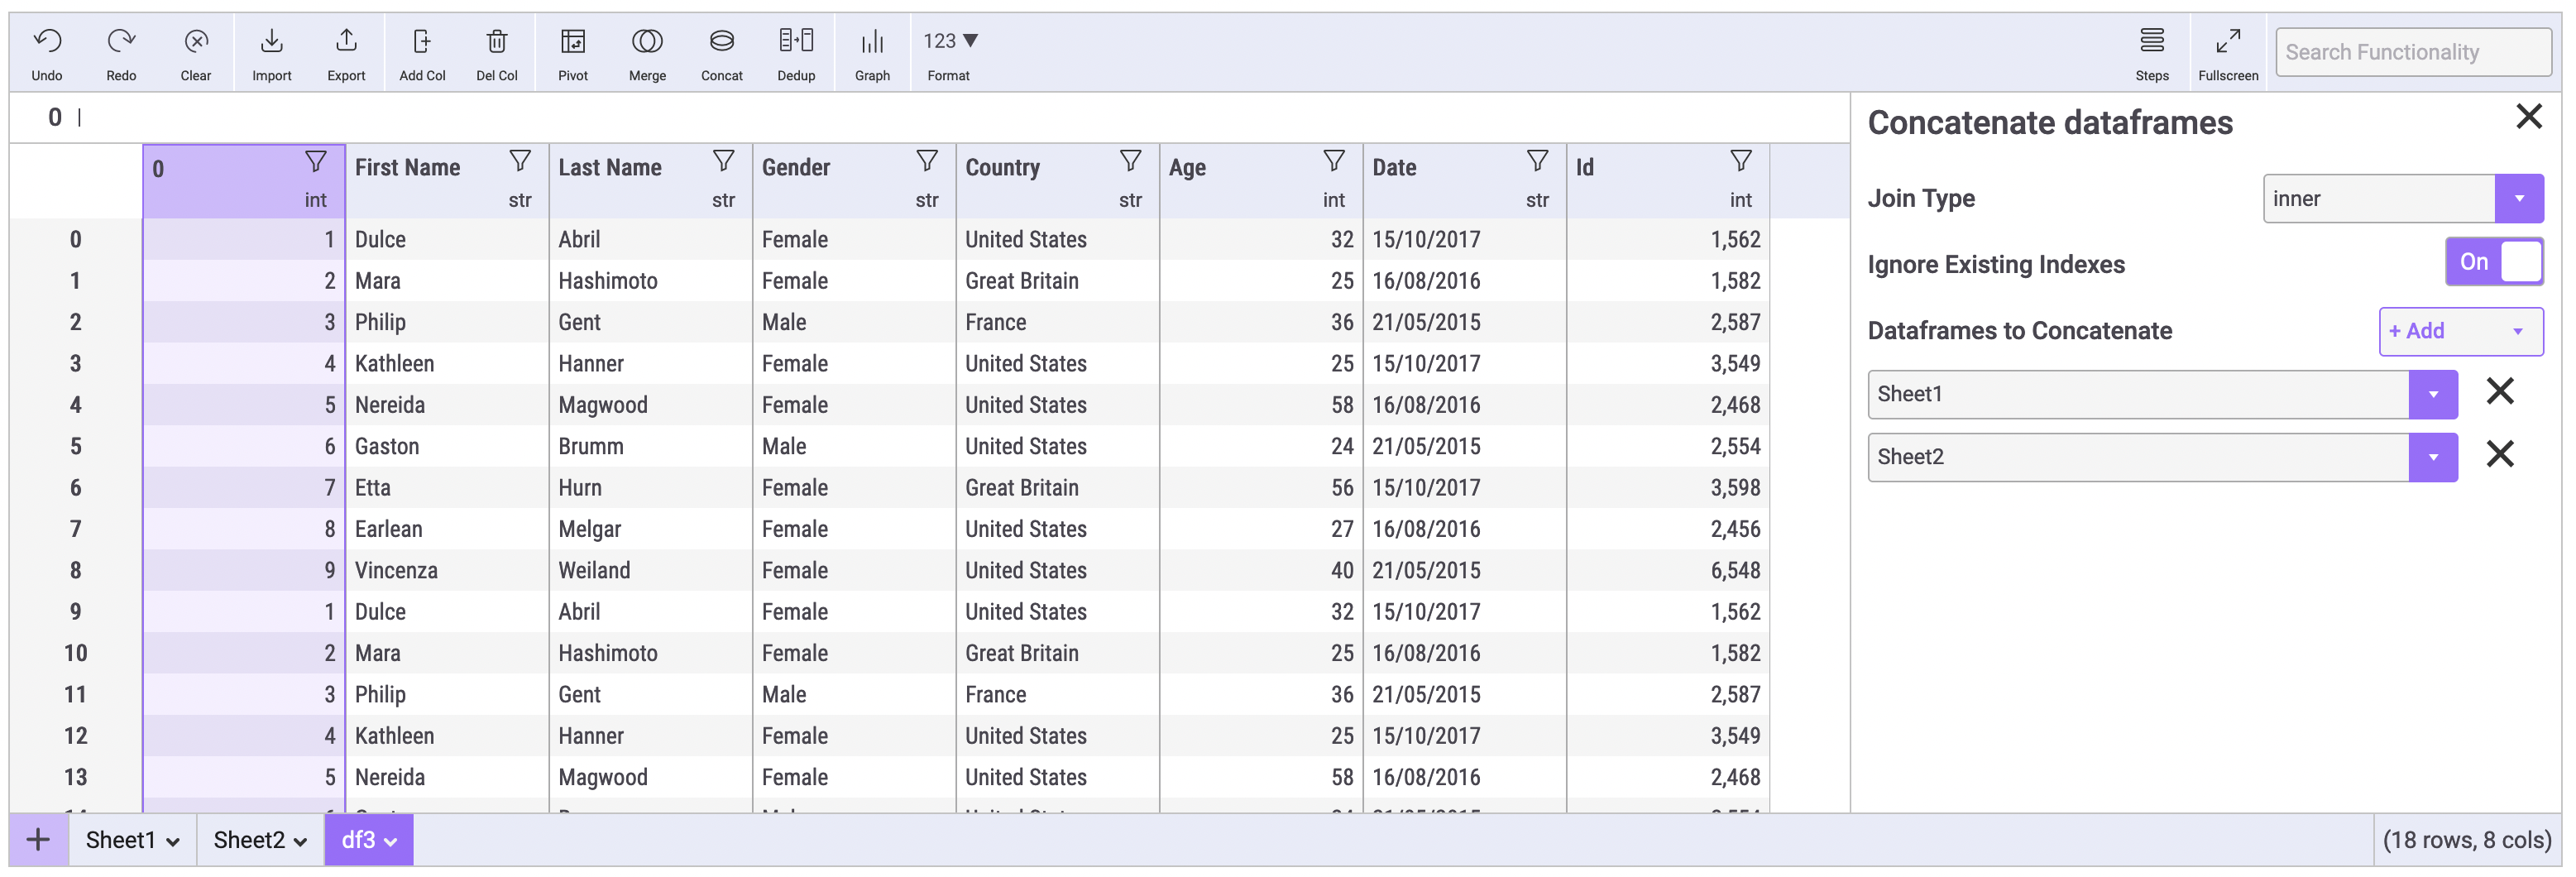 Undo Redo Clear Import Export Add Col Del Col Pivot Merge Concat Dedup Graph 123 ▼ Format Steps Fullscreen Search Functionality
0 |
0 int First Name str Last Name str Gender str Country str Age int Date str Id int
0 1 Dulce Abril Female United States 32 15/10/2017 1,562
1 2 Mara Hashimoto Female Great Britain 25 16/08/2016 1,582
2 3 Philip Gent Male France 36 21/05/2015 2,587
3 4 Kathleen Hanner Female United States 25 15/10/2017 3,549
4 5 Nereida Magwood Female United States 58 16/08/2016 2,468
5 6 Gaston Brumm Male United States 24 21/05/2015 2,554
6 7 Etta Hurn Female Great Britain 56 15/10/2017 3,598
7 8 Earlean Melgar Female United States 27 16/08/2016 2,456
8 9 Vincenza Weiland Female United States 40 21/05/2015 6,548
9 1 Dulce Abril Female United States 32 15/10/2017 1,562
10 2 Mara Hashimoto Female Great Britain 25 16/08/2016 1,582
11 3 Philip Gent Male France 36 21/05/2015 2,587
12 4 Kathleen Hanner Female United States 25 15/10/2017 3,549
13 5 Nereida Magwood Female United States 58 16/08/2016 2,468
Concatenate dataframes
Join Type inner
Ignore Existing Indexes On
Dataframes to Concatenate + Add
Sheet1
Sheet2
+ Sheet1 Sheet2 df3 (18 rows, 8 cols)